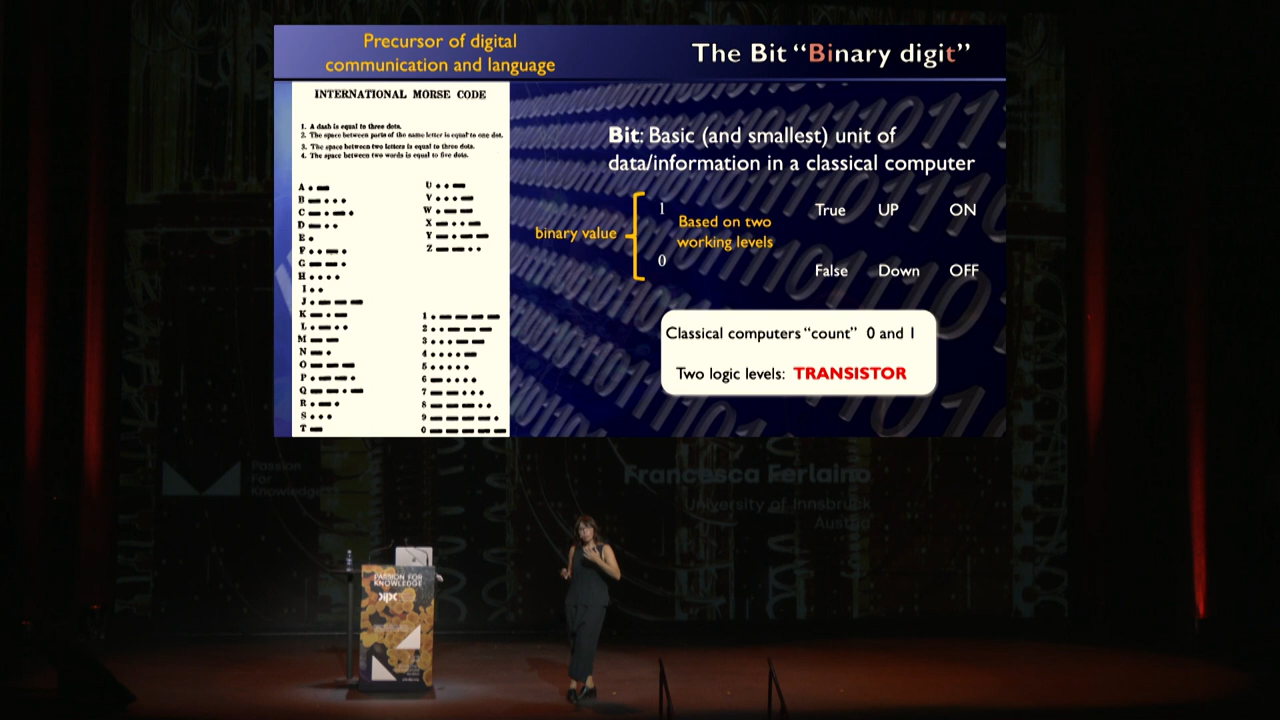 Precursor of digital
communication and language
The Bit “Binary digit”
INTERNATIONAL MORSE CODE
1. A dash is equal to three dots.
2. The space between parts of the same letter is equal to one dot.
3. The space between two letters is equal to three dots.
4. The space between two words is equal to five dots.
A
B
C
D
E
F
G
H
I
J
K
L
M
N
O
P
Q
R
S
T
U
V
W
X
Y
Z
1
2
3
4
5
6
7
8
9
0
Bit: Basic (and smallest) unit of
data/information in a classical computer
binary value
1
0
Based on two
working levels
True UP ON
False Down OFF
Classical computers “count” 0 and 1
Two logic levels: TRANSISTOR
Passion
For
Knowledge
Francesca Ferlaino
University of Innsbruck
Austria
PASSION FOR
KNOWLEDGE
dipc